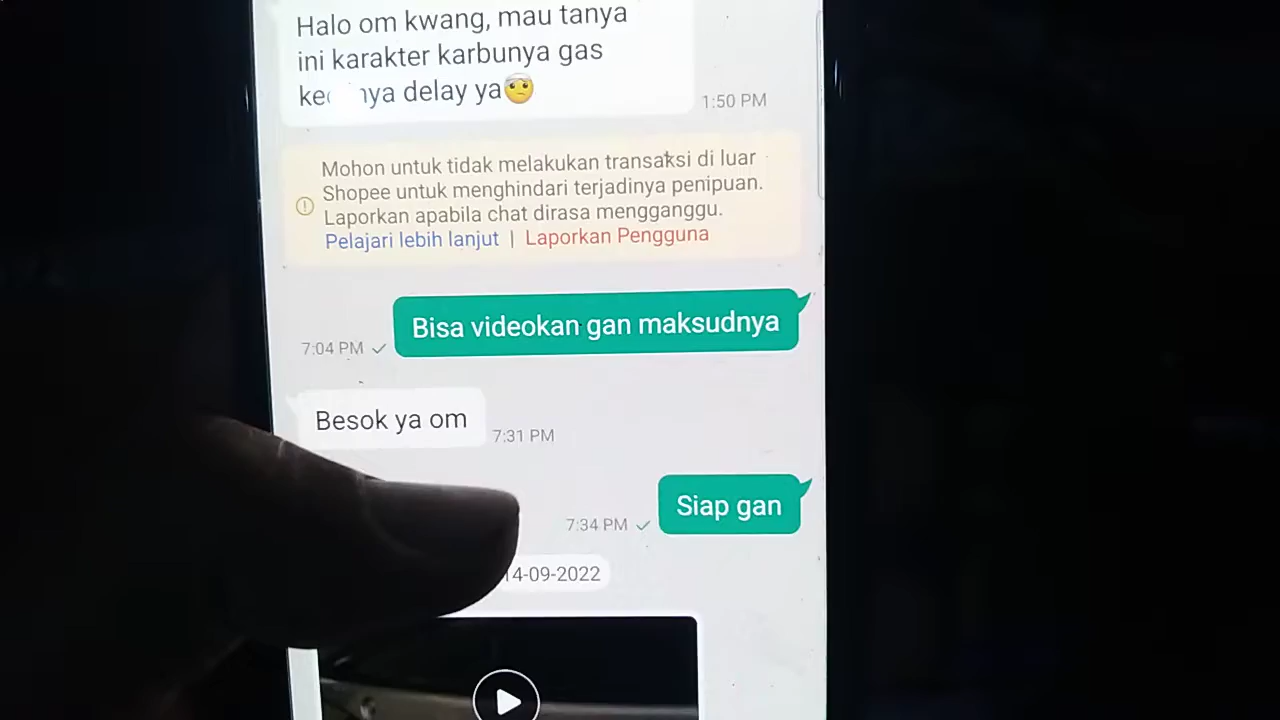 Halo om kwang, mau tanya
ini karakter karbunya gas
delay ya
1:50 PM
Mohon untuk tidak melakukan transaksi di luar
Shopee untuk menghindari terjadinya penipuan.
Laporkan apabila chat dirasa mengganggu.
Pelajari lebih lanjut | Laporkan Pengguna
Bisa videokan gan maksudnya
7:04 PM
Besok ya om
7:31 PM
Siap gan
7:34 PM
14-09-2022